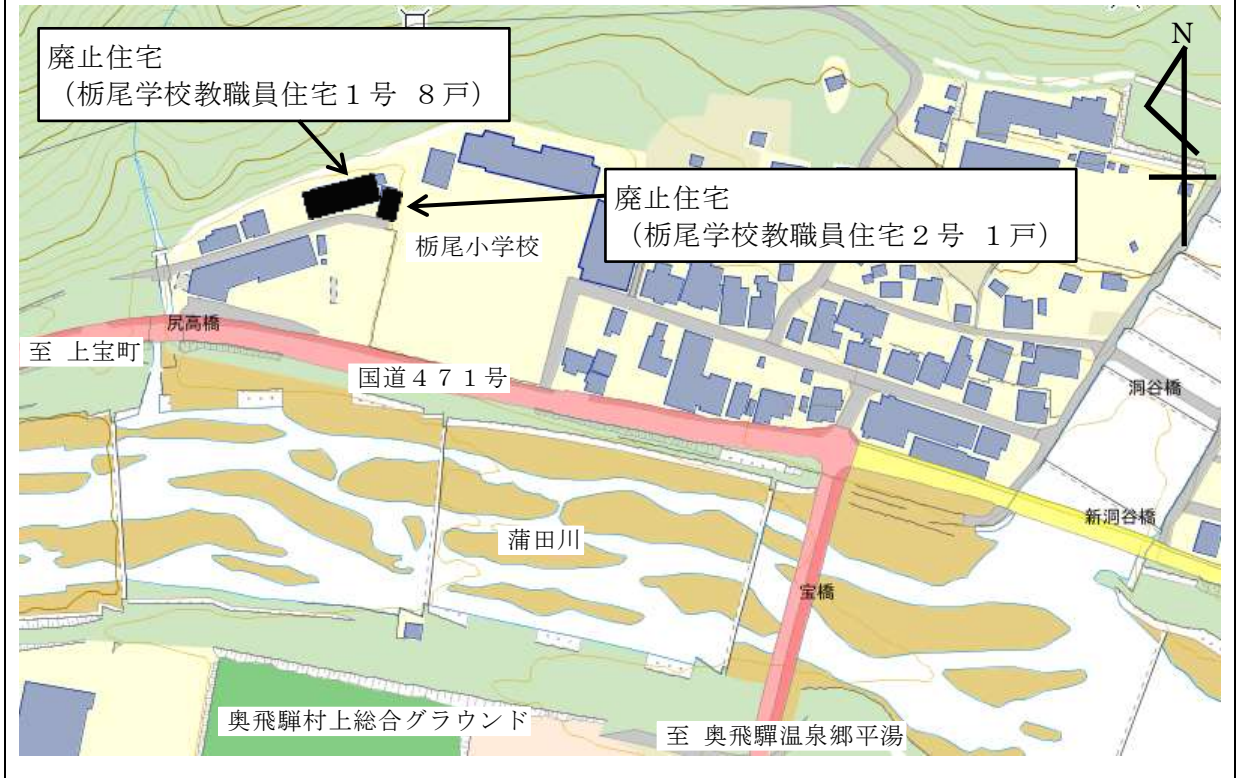 廃止住宅
（栃尾学校教職員住宅１号 ８戸）
N
廃止住宅
（栃尾学校教職員住宅２号 １戸）
栃尾小学校
尻高橋
至 上宝町
国道４７１号
洞谷橋
新洞谷橋
蒲田川
宝橋
奥飛騨村上総合グラウンド
至 奥飛驒温泉郷平湯